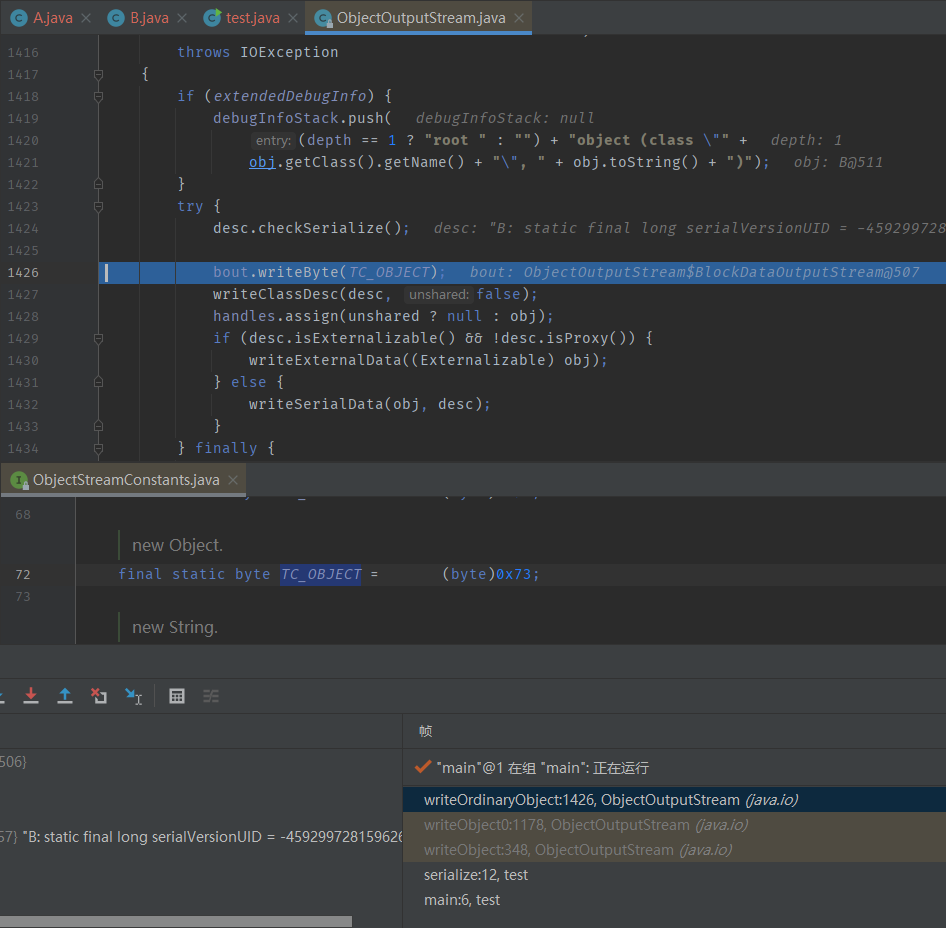 A.java
B.java
test.java
ObjectOutputStream.java
1416 throws IOException
1417 {
1418 if (extendedDebugInfo) {
1419 debugInfoStack.push( debugInfoStack: null
1420 entry: (depth == 1 ? "root " : "") + "object (class \"" + depth: 1
1421 obj.getClass().getName() + "\", " + obj.toString() + ")"); obj: B@511
1422 }
1423 try {
1424 desc.checkSerialize(); desc: "B: static final long serialVersionUID = -459299728
1425
1426 bout.writeByte(TC_OBJECT); bout: ObjectOutputStream$BlockDataOutputStream@507
1427 writeClassDesc(desc, unshared: false);
1428 handles.assign(unshared ? null : obj);
1429 if (desc.isExternalizable() && !desc.isProxy()) {
1430 writeExternalData((Externalizable) obj);
1431 } else {
1432 writeSerialData(obj, desc);
1433 }
1434 } finally {
ObjectStreamConstants.java
68
new Object.
72 final static byte TC_OBJECT = (byte)0x73;
73
new String.
帧
506}
"main"@1 在组 "main": 正在运行
writeOrdinaryObject:1426, ObjectOutputStream (java.io)
writeObject0:1178, ObjectOutputStream (java.io)
57} "B: static final long serialVersionUID = -459299728159626
writeObject:348, ObjectOutputStream (java.io)
serialize:12, test
main:6, test